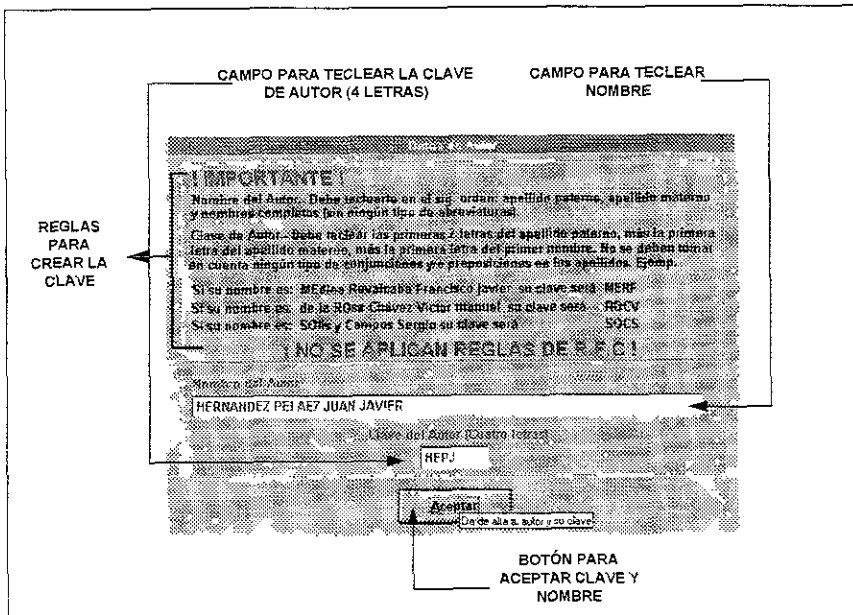 CAMPO PARA TECLEAR LA CLAVE
DE AUTOR (4 LETRAS)
CAMPO PARA TECLEAR
NOMBRE
! IMPORTANTE !
Nombre del Autor.- Debe teclearlo en el sig. orden: apellido paterno, apellido materno
y nombres completos (sin ningún tipo de abreviaturas).
Clave de Autor.- Debe teclear las primeras 2 letras del apellido paterno, más la primera
letra del apellido materno, más la primera letra del primer nombre. No se deben tomar
en cuenta ningún tipo de conjunciones y/o preposiciones en los apellidos. Ejemp.
Si su nombre es: MEdina Revalcaba Francisco Javier su clave será MERF
Si su nombre es: de la ROsa Chávez Victor Manuel su clave será ROCV
Si su nombre es: SOlís y Campos Sergio su clave será SOCS
¡ NO SE APLICAN REGLAS DE R F C !
REGLAS
PARA
CREAR LA
CLAVE
Nombre del Autor
HERNANDEZ JUAN JAVIER
Clave del Autor (Cuatro letras)
HEPJ
Aceptar
Da de alta al autor y su clave
BOTÓN PARA
ACEPTAR CLAVE Y
NOMBRE